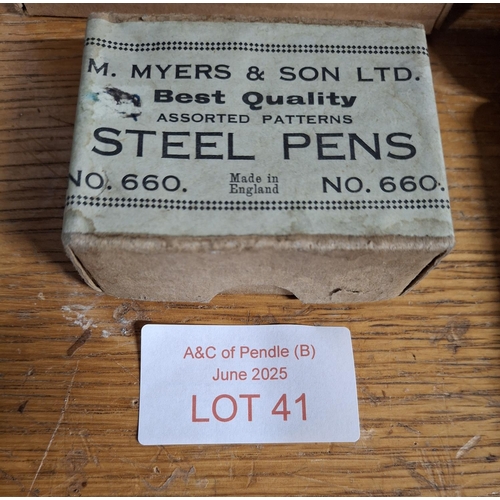 M. MYERS & SON LTD.
Best Quality
ASSORTED PATTERNS
STEEL PENS
NO. 660. Made in England NO. 660.
A&C of Pendle (B)
June 2025
LOT 41